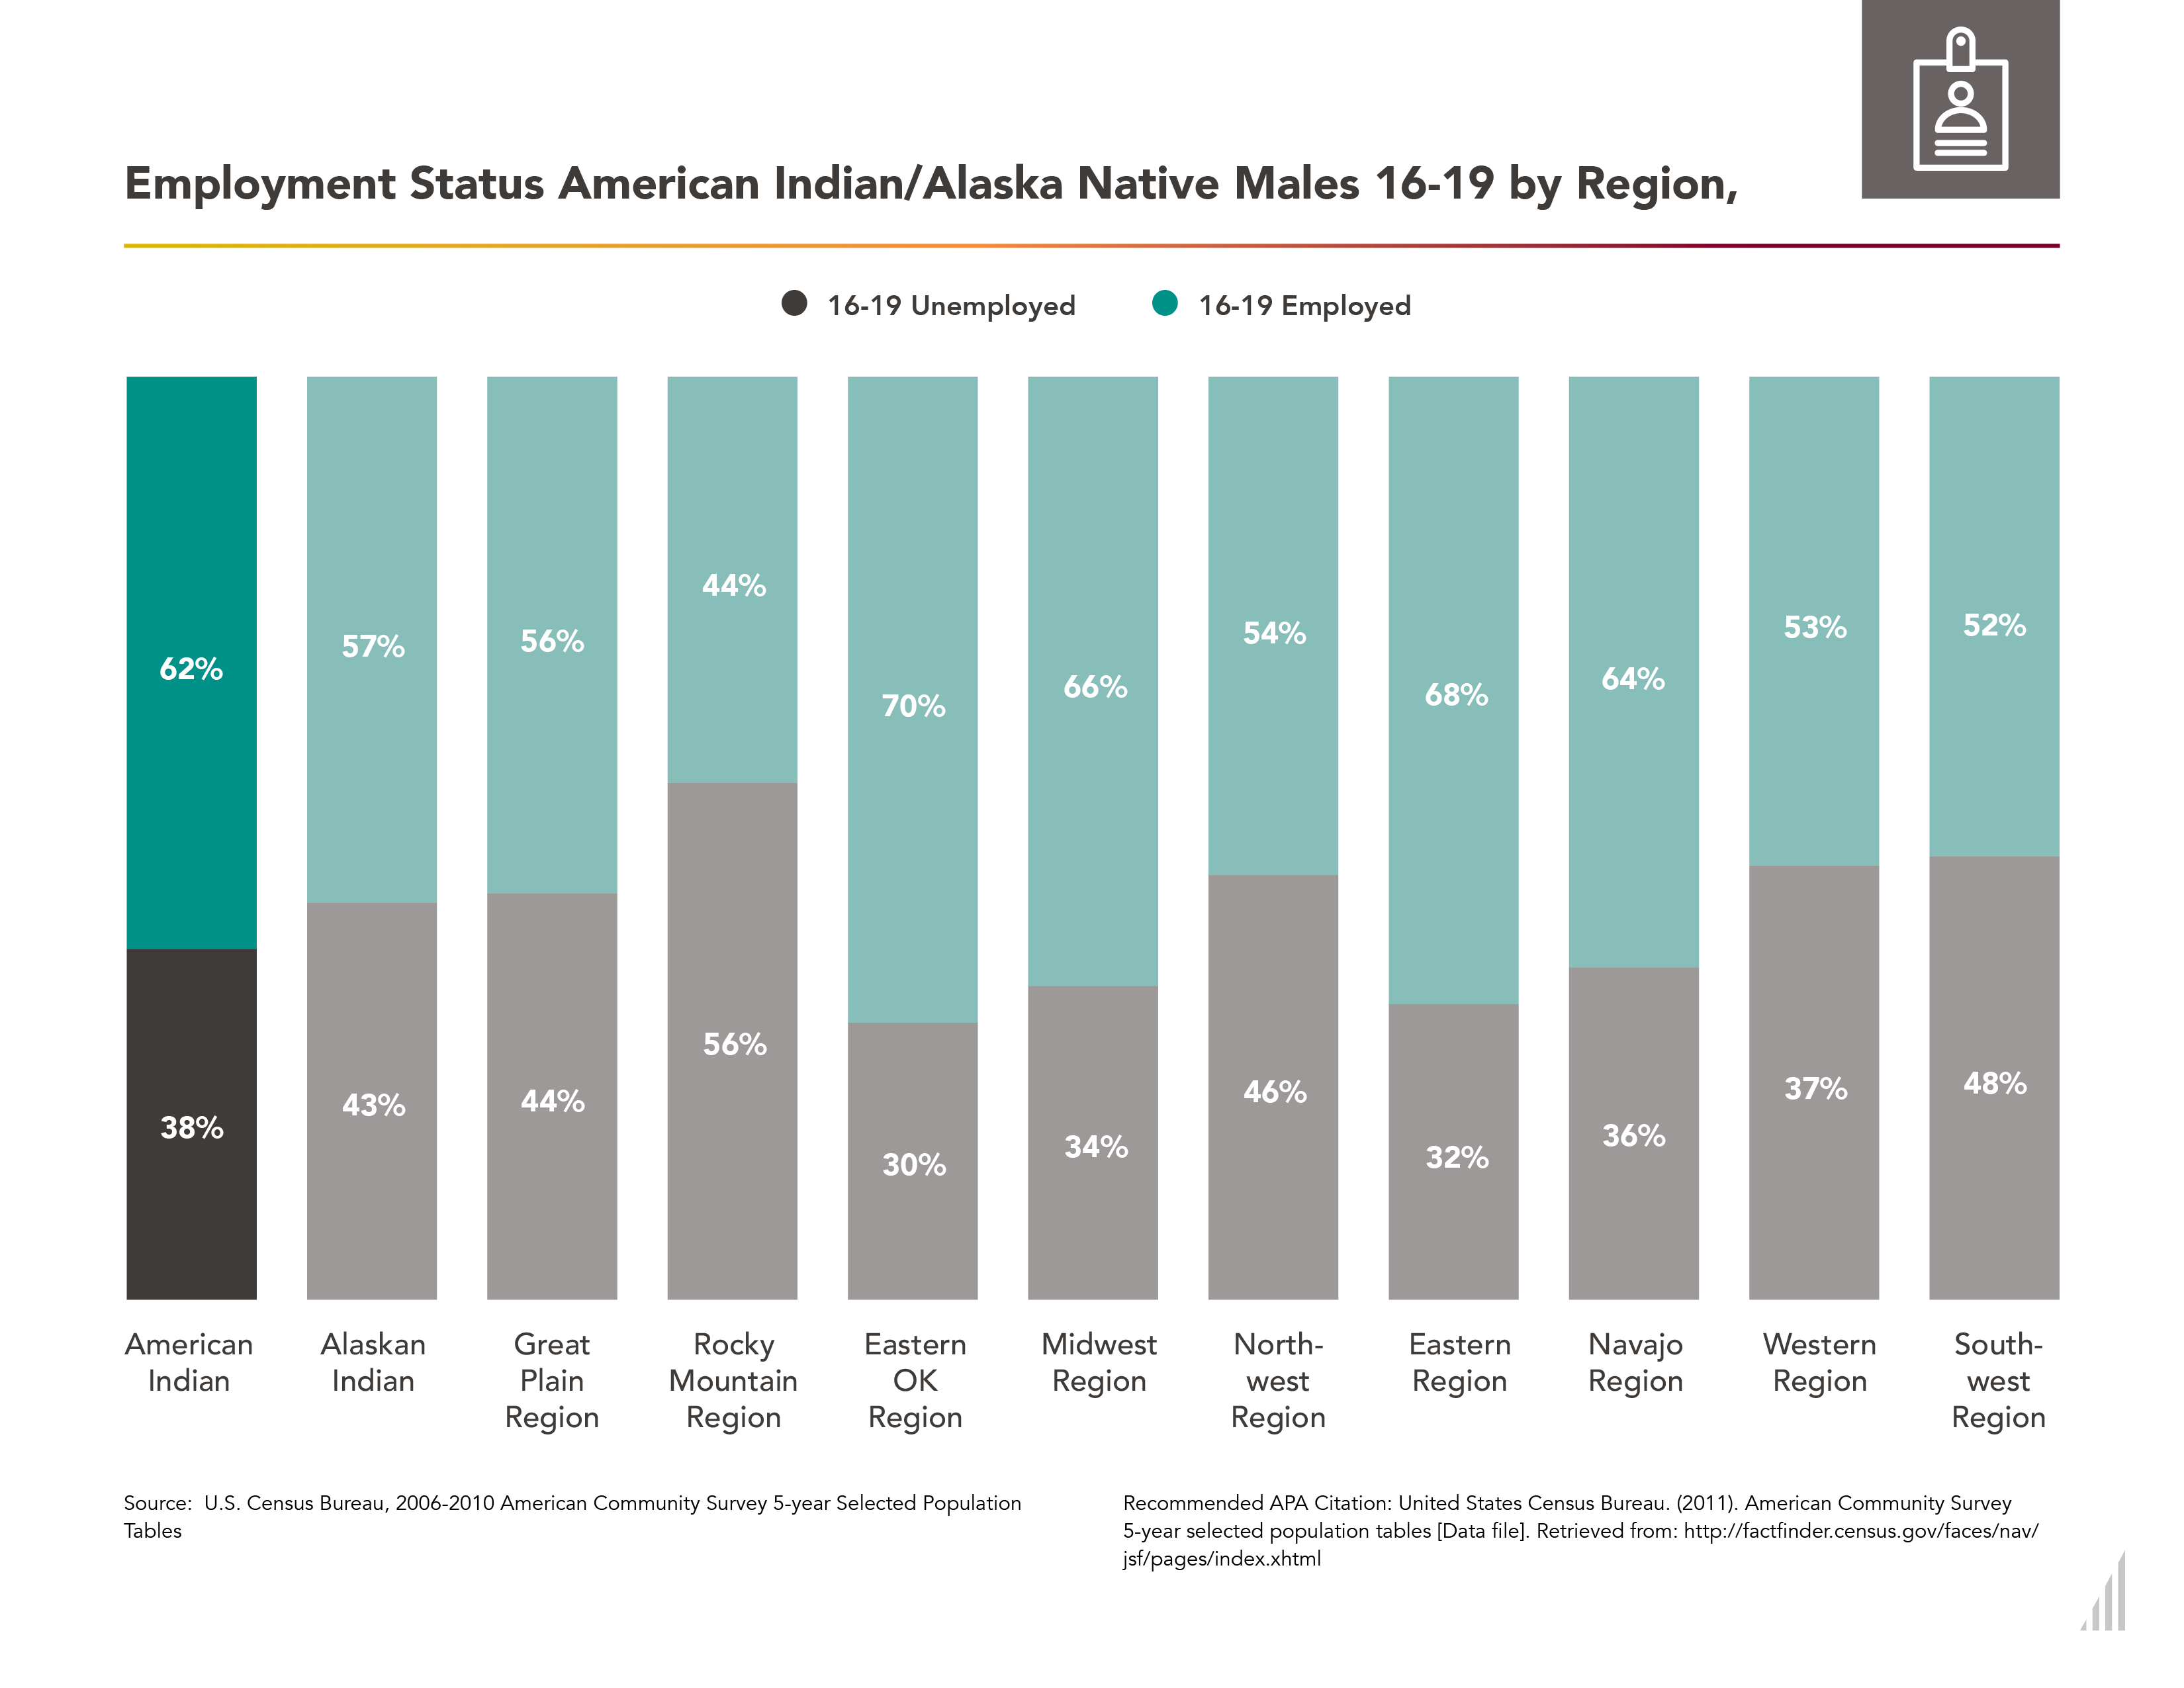 Employment Status American Indian/Alaska Native Males 16-19 by Region,
16-19 Unemployed
16-19 Employed
62%
57%
56%
44%
70%
66%
54%
68%
64%
53%
52%
38%
43%
44%
56%
30%
34%
46%
32%
36%
37%
48%
American
Indian
Alaskan
Indian
Great
Plain
Region
Rocky
Mountain
Region
Eastern
OK
Region
Midwest
Region
North-
west
Region
Eastern
Region
Navajo
Region
Western
Region
South-
west
Region
Source:  U.S. Census Bureau, 2006-2010 American Community Survey 5-year Selected Population
Tables
Recommended APA Citation: United States Census Bureau. (2011). American Community Survey
5-year selected population tables [Data file]. Retrieved from: http://factfinder.census.gov/faces/nav/
jsf/pages/index.xhtml